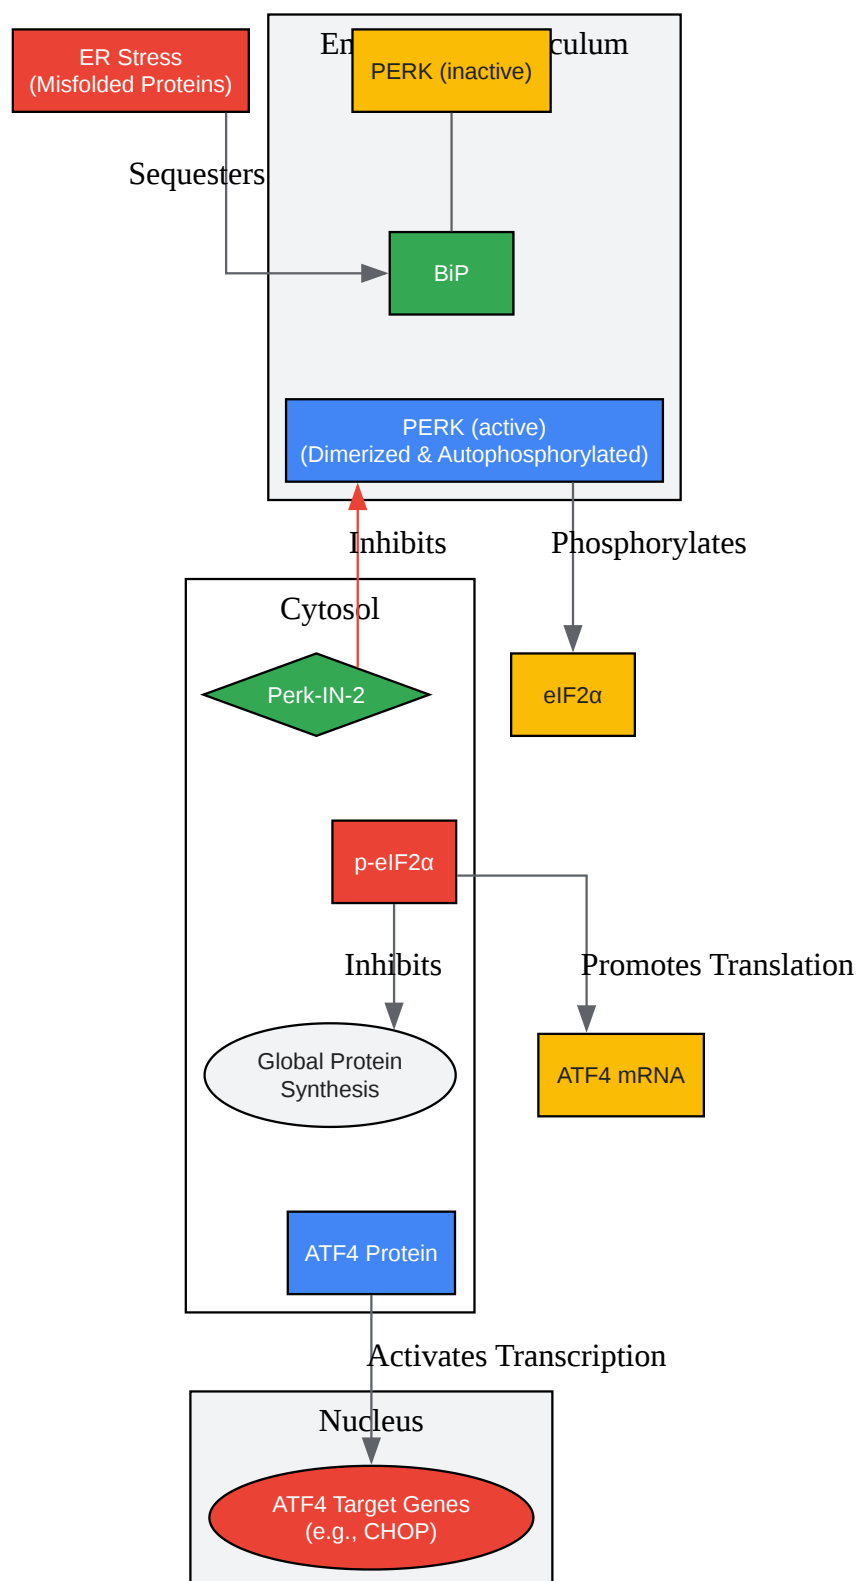 ER Stress
(Misfolded Proteins)
PERK (inactive)
Sequesters
BiP
PERK (active)
(Dimerized & Autophosphorylated)
Inhibits
Phosphorylates
Cytosol
Perk-IN-2
eIF2α
p-eIF2α
Inhibits
Promotes Translation
Global Protein
Synthesis
ATF4 mRNA
ATF4 Protein
Activates Transcription
Nucleus
ATF4 Target Genes
(e.g., CHOP)